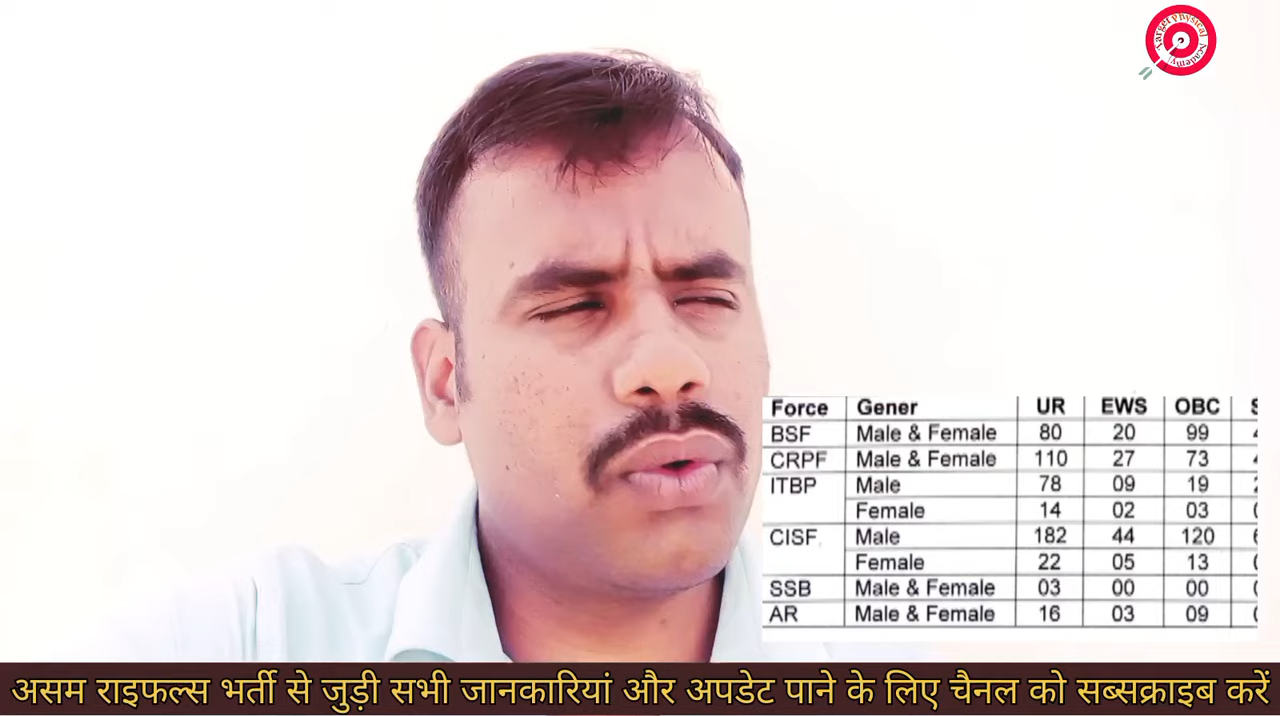 Target Physical Academy
Force Gener UR EWS OBC S
BSF Male & Female 80 20 99
CRPF Male & Female 110 27 73
ITBP Male 78 09 19
Female 14 02 03
CISF Male 182 44 120
Female 22 05 13
SSB Male & Female 03 00 00
AR Male & Female 16 03 09
असम राइफल्स भर्ती से जुड़ी सभी जानकारियां और अपडेट पाने के लिए चैनल को सब्सक्राइब करें